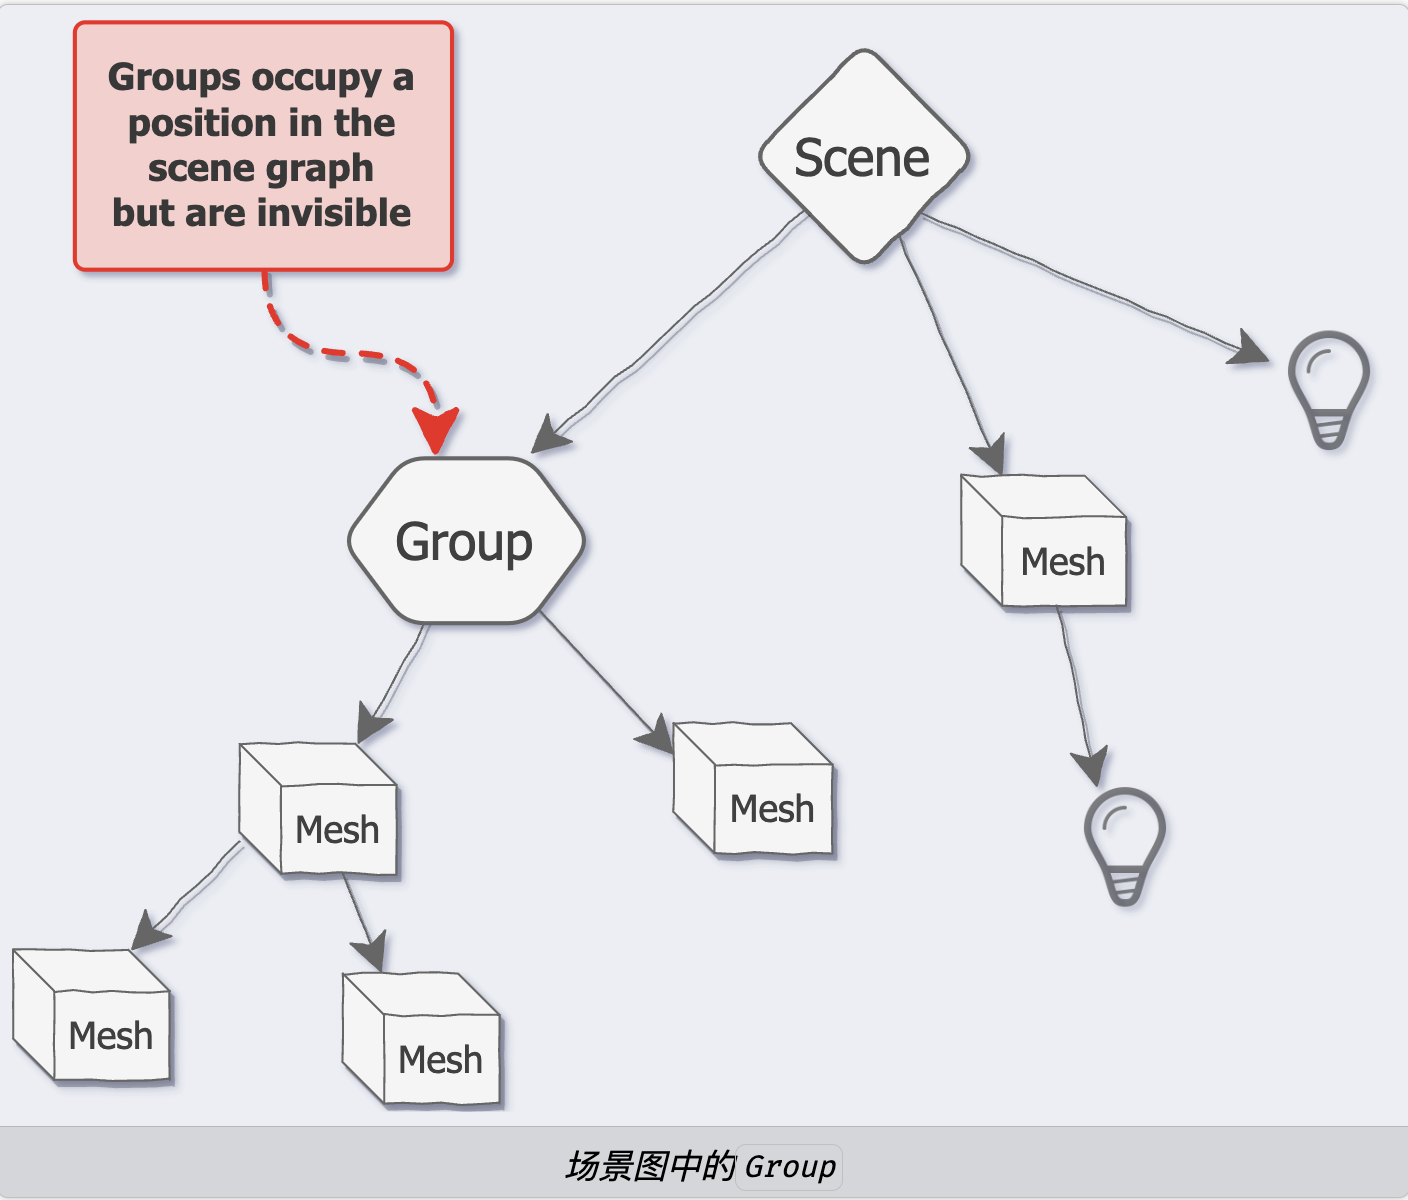 Groups occupy a
position in the
scene graph
but are invisible
Scene
Group
Mesh
Mesh
Mesh
Mesh
Mesh
场景图中的 Group